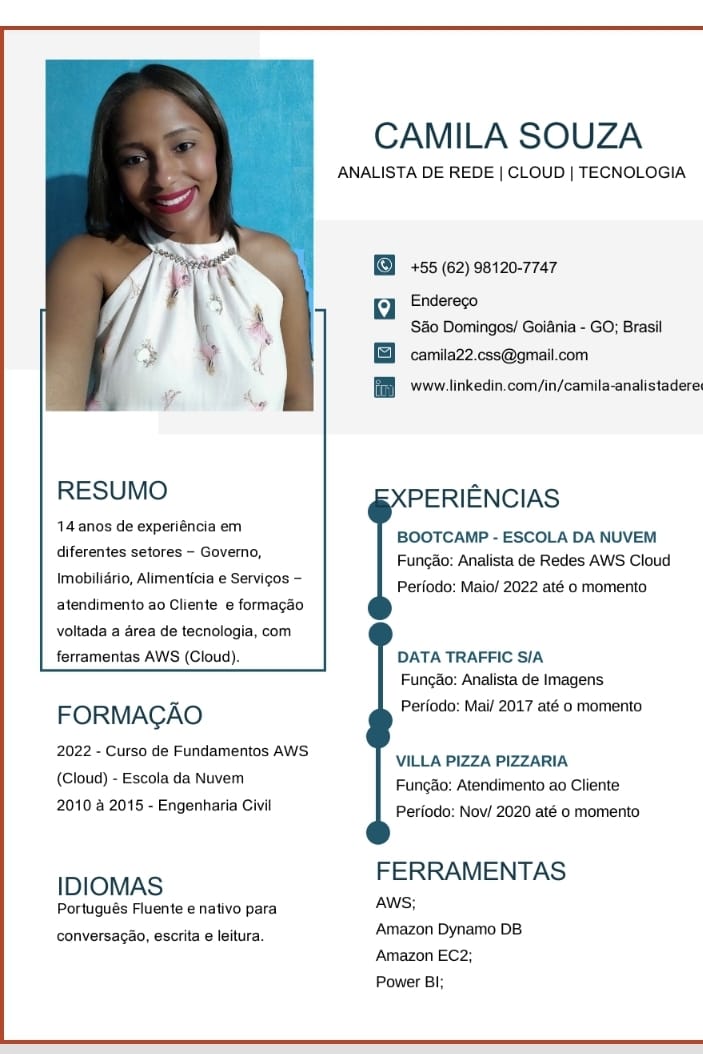 CAMILA SOUZA
ANALISTA DE REDE | CLOUD | TECNOLOGIA
+55 (62) 98120-7747
Endereço
São Domingos/ Goiânia - GO; Brasil
camila22.css@gmail.com
www.linkedin.com/in/camila-analistadered
RESUMO
14 anos de experiência em
diferentes setores – Governo,
Imobiliário, Alimentícia e Serviços –
atendimento ao Cliente e formação
voltada a área de tecnologia, com
ferramentas AWS (Cloud).
FORMAÇÃO
2022 - Curso de Fundamentos AWS
(Cloud) - Escola da Nuvem
2010 à 2015 - Engenharia Civil
IDIOMAS
Português Fluente e nativo para
conversação, escrita e leitura.
EXPERIÊNCIAS
BOOTCAMP - ESCOLA DA NUVEM
Função: Analista de Redes AWS Cloud
Período: Maio/ 2022 até o momento
DATA TRAFFIC S/A
Função: Analista de Imagens
Período: Mai/ 2017 até o momento
VILLA PIZZA PIZZARIA
Função: Atendimento ao Cliente
Período: Nov/ 2020 até o momento
FERRAMENTAS
AWS;
Amazon Dynamo DB
Amazon EC2;
Power BI;